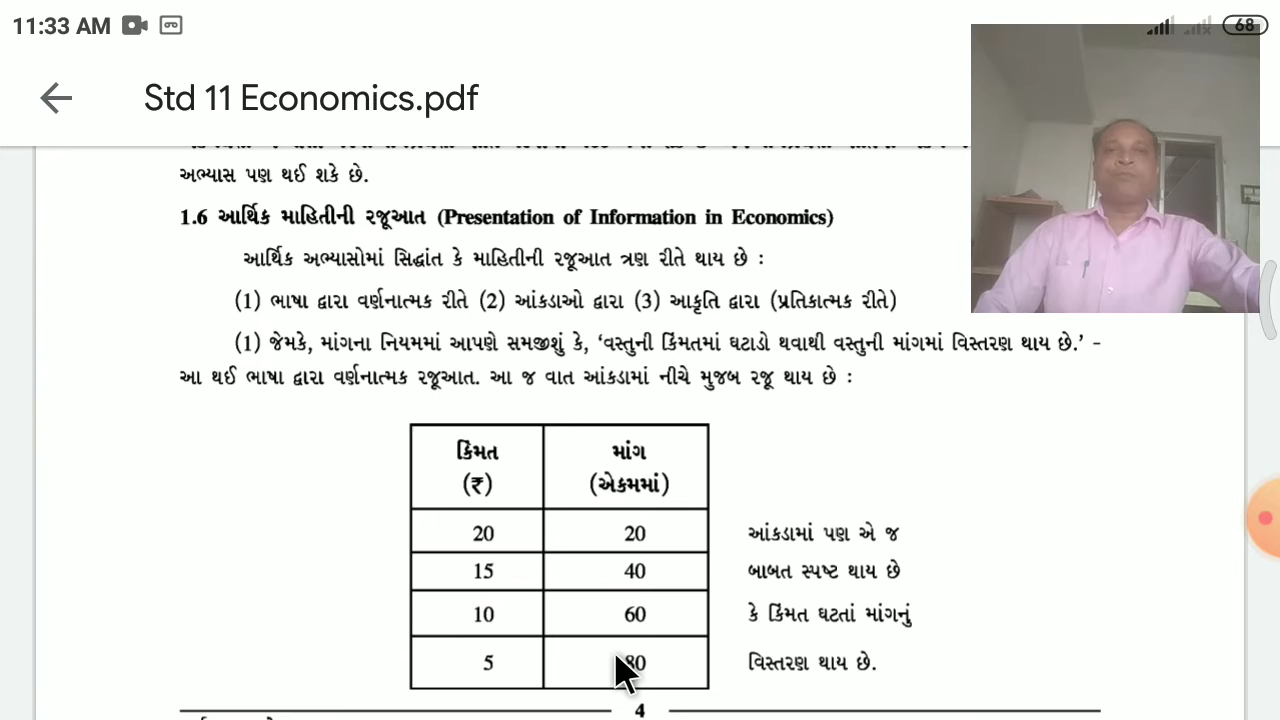 11:33 AM
68
Std 11 Economics.pdf
અભ્યાસ પણ થઈ શકે છે.
1.6 આર્થિક માહિતીની રજૂઆત (Presentation of Information in Economics)
આર્થિક અભ્યાસોમાં સિદ્ધાંત કે માહિતીની રજૂઆત ત્રણ રીતે થાય છે :
(1) ભાષા દ્વારા વર્ણનાત્મક રીતે (2) આંકડાઓ દ્વારા (3) આકૃતિ દ્વારા (પ્રતિકાત્મક રીતે)
(1) જેમકે, માંગના નિયમમાં આપણે સમજીશું કે, ‘વસ્તુની કિંમતમાં ઘટાડો થવાથી વસ્તુની માંગમાં વિસ્તરણ થાય છે.’ -
આ થઈ ભાષા દ્વારા વર્ણનાત્મક રજૂઆત. આ જ વાત આંકડામાં નીચે મુજબ રજૂ થાય છે :
કિંમત માંગ
(₹) (એકમમાં)
20 20 આંકડામાં પણ એ જ
15 40 બાબત સ્પષ્ટ થાય છે
10 60 કે કિંમત ઘટતાં માંગનું
5 80 વિસ્તરણ થાય છે.
4